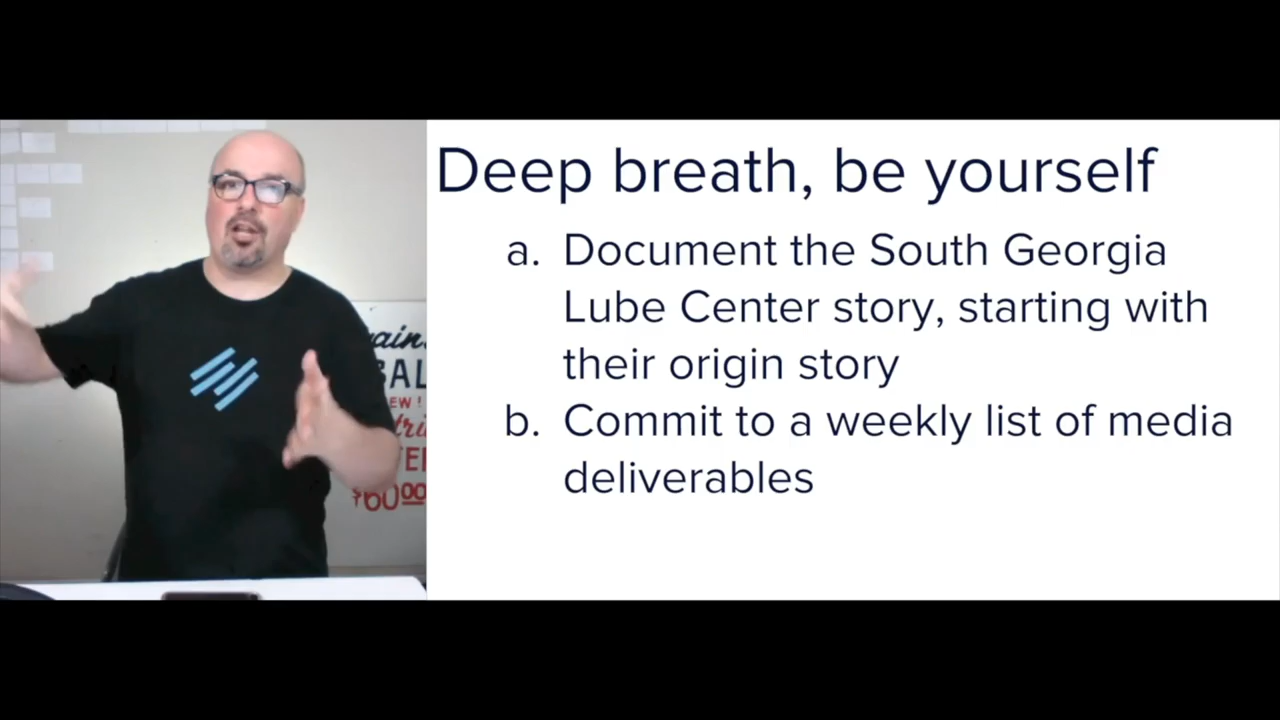 Deep breath, be yourself
a. Document the South Georgia
Lube Center story, starting with
their origin story
b. Commit to a weekly list of media
deliverables
$60⁰⁰